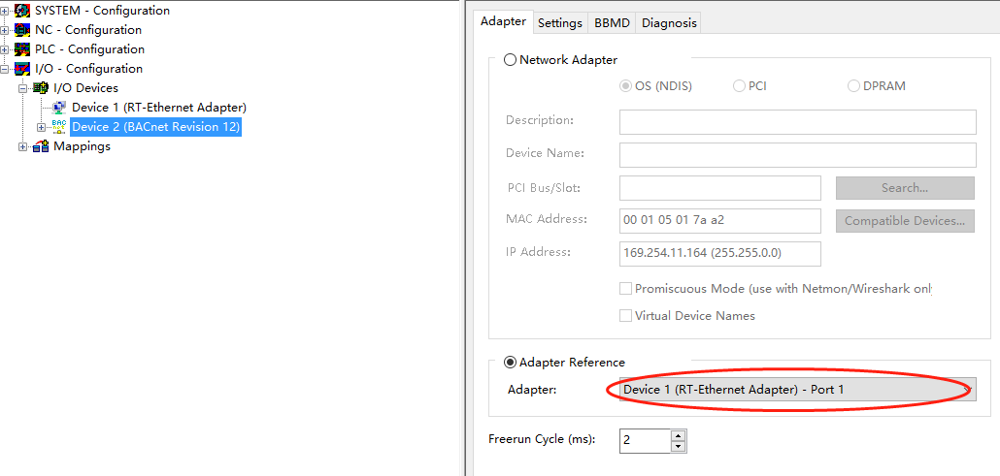 SYSTEM - Configuration
NC - Configuration
PLC - Configuration
I/O - Configuration
I/O Devices
Device 1 (RT-Ethernet Adapter)
BAC
net
Device 2 (BACnet Revision 12)
Mappings
Adapter Settings BBMD Diagnosis
Network Adapter
OS (NDIS) PCI DPRAM
Description:
Device Name:
PCI Bus/Slot: Search...
MAC Address: 00 01 05 01 7a a2 Compatible Devices...
IP Address: 169.254.11.164 (255.255.0.0)
Promiscuous Mode (use with Netmon/Wireshark only
Virtual Device Names
Adapter Reference
Adapter: Device 1 (RT-Ethernet Adapter) - Port 1
Freerun Cycle (ms): 2